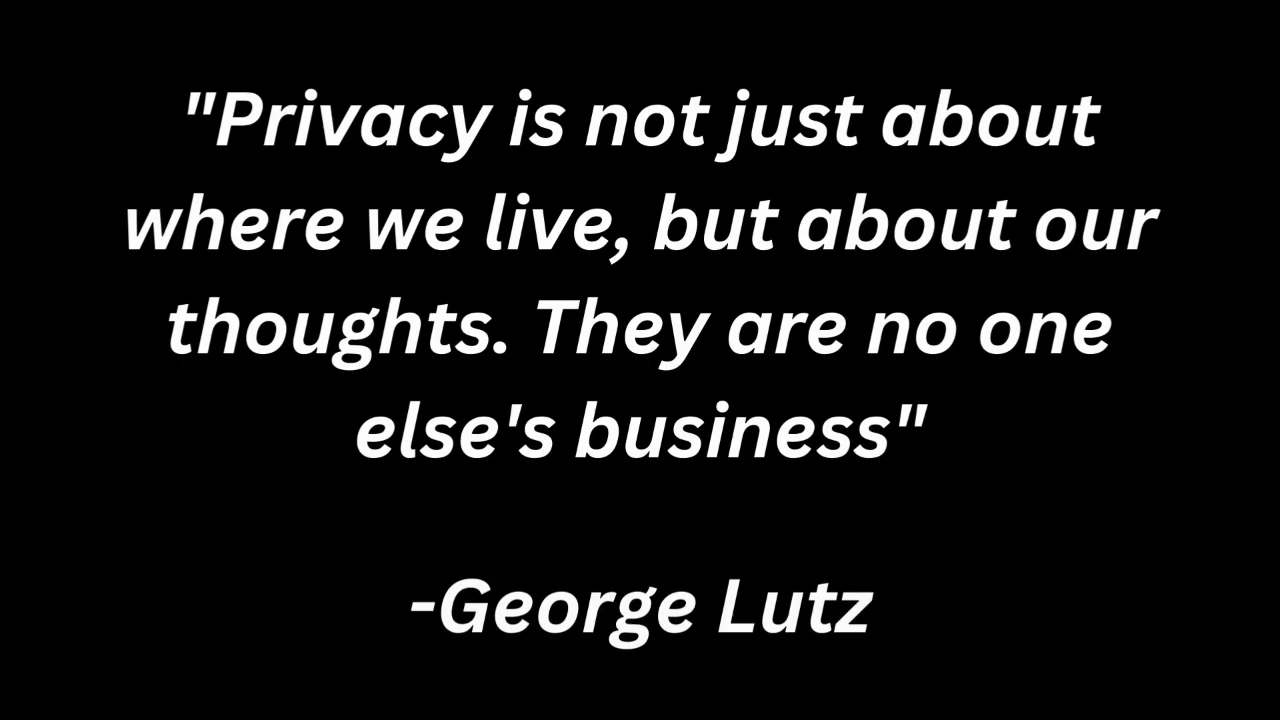 "Privacy is not just about
where we live, but about our
thoughts. They are no one
else's business"
-George Lutz